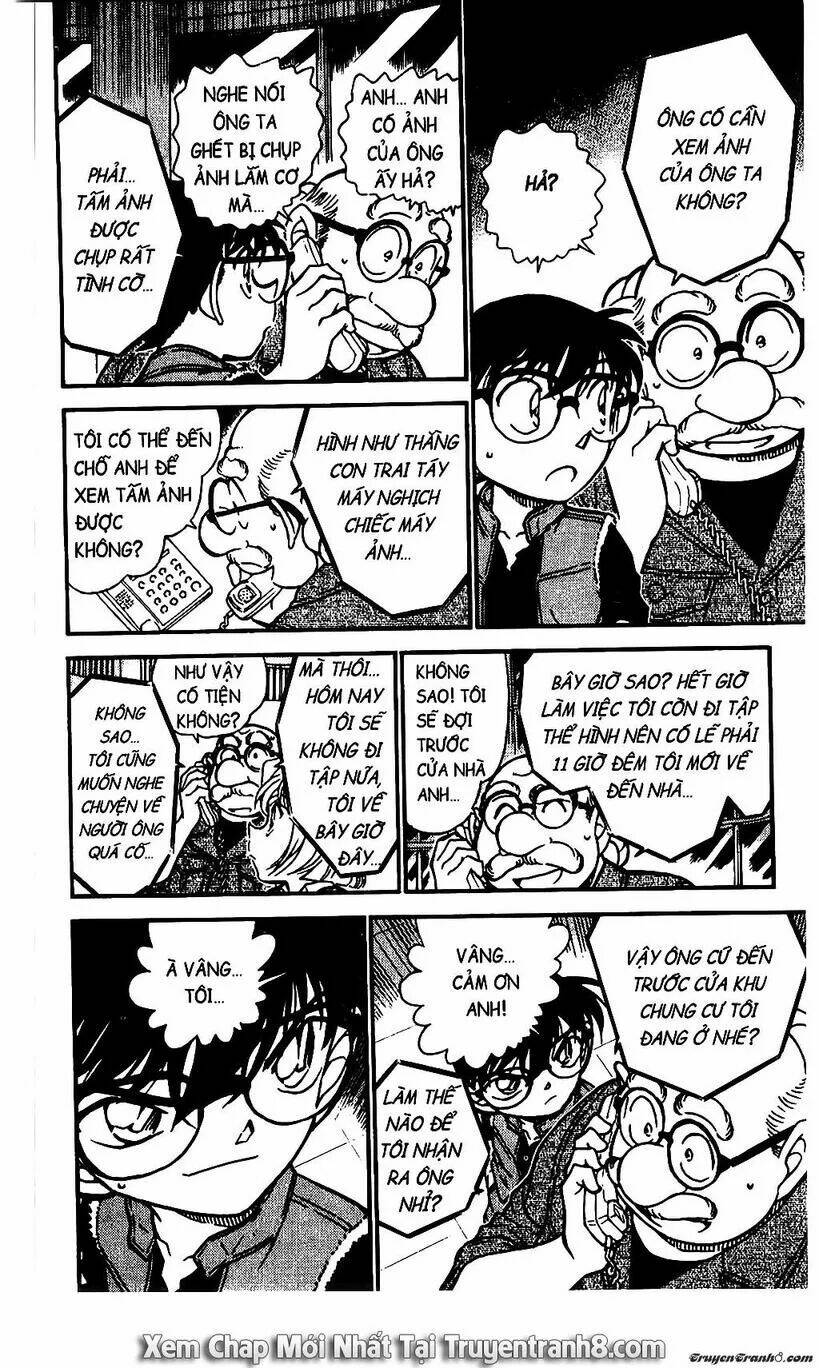 ÔNG CÓ CẦN
XEM ẢNH
CỦA ÔNG TA
KHÔNG?
HẢ?
ANH... ANH
CÓ ẢNH
CỦA ÔNG
ẤY HẢ?
NGHE NÓI
ÔNG TA
GHÉT BỊ CHỤP
ẢNH LẮM CƠ
MÀ...
PHẢI...
TẤM ẢNH
ĐƯỢC
CHỤP RẤT
TÌNH CỜ...
HÌNH NHƯ THẰNG
CON TRAI TÁY
MÁY NGHỊCH
CHIẾC MÁY
ẢNH...
TÔI CÓ THỂ ĐẾN
CHỖ ANH ĐỂ
XEM TẤM ẢNH
ĐƯỢC
KHÔNG?
BÂY GIỜ SAO? HẾT GIỜ
LÀM VIỆC TÔI CÒN ĐI TẬP
THỂ HÌNH NÊN CÓ LẼ PHẢI
11 GIỜ ĐÊM TÔI MỚI VỀ
ĐẾN NHÀ...
KHÔNG
SAO! TÔI
SẼ ĐỢI
TRƯỚC
CỬA NHÀ
ANH...
MÀ THÔI...
HÔM NAY
TÔI SẼ
KHÔNG ĐI
TẬP NỮA,
TÔI VỀ
BÂY GIỜ
ĐÂY...
NHƯ VẬY
CÓ TIỆN
KHÔNG?
KHÔNG
SAO...
TÔI CŨNG
MUỐN NGHE
CHUYỆN VỀ
NGƯỜI ÔNG
QUÁ CỐ...
VẬY ÔNG CỨ ĐẾN
TRƯỚC CỬA KHU
CHUNG CƯ TÔI
ĐANG Ở NHÉ?
VÂNG...
CẢM ƠN
ANH!
LÀM THẾ
NÀO ĐỂ
TÔI NHẬN
RA ÔNG
NHỈ?
À VÂNG...
TÔI...
Xem Chap Mới Nhất Tại Truyentranh8.com
TruyenTranh8.com